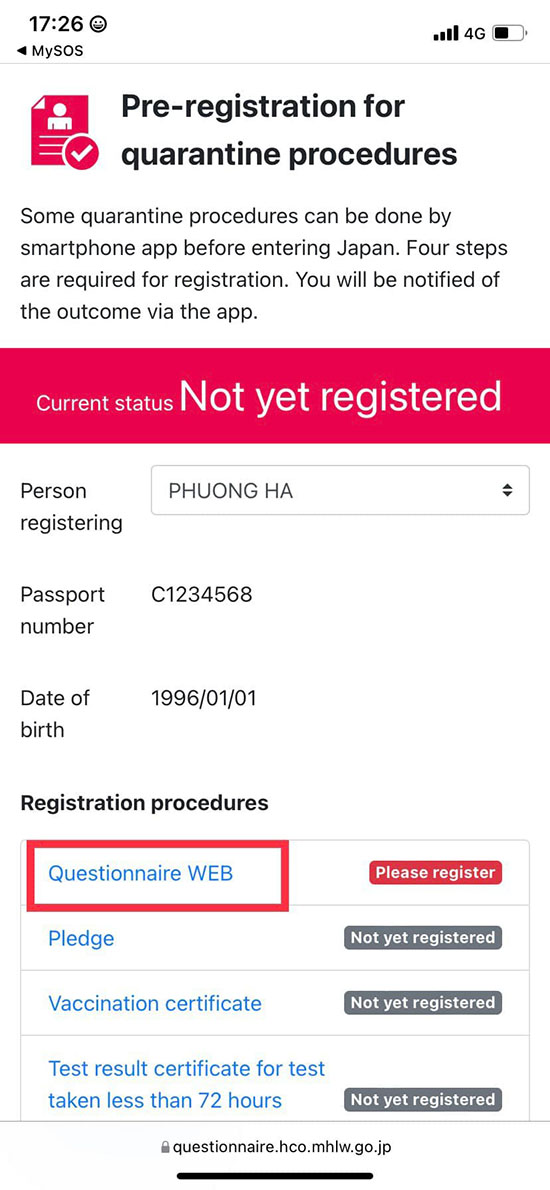 17:26
4G
MySOS
Pre-registration for
quarantine procedures
Some quarantine procedures can be done by
smartphone app before entering Japan. Four steps
are required for registration. You will be notified of
the outcome via the app.
Current status Not yet registered
Person
registering
PHUONG HA
Passport
number
C1234568
Date of
birth
1996/01/01
Registration procedures
Questionnaire WEB
Please register
Pledge
Not yet registered
Vaccination certificate
Not yet registered
Test result certificate for test
taken less than 72 hours
Not yet registered
questionnaire.hco.mhlw.go.jp